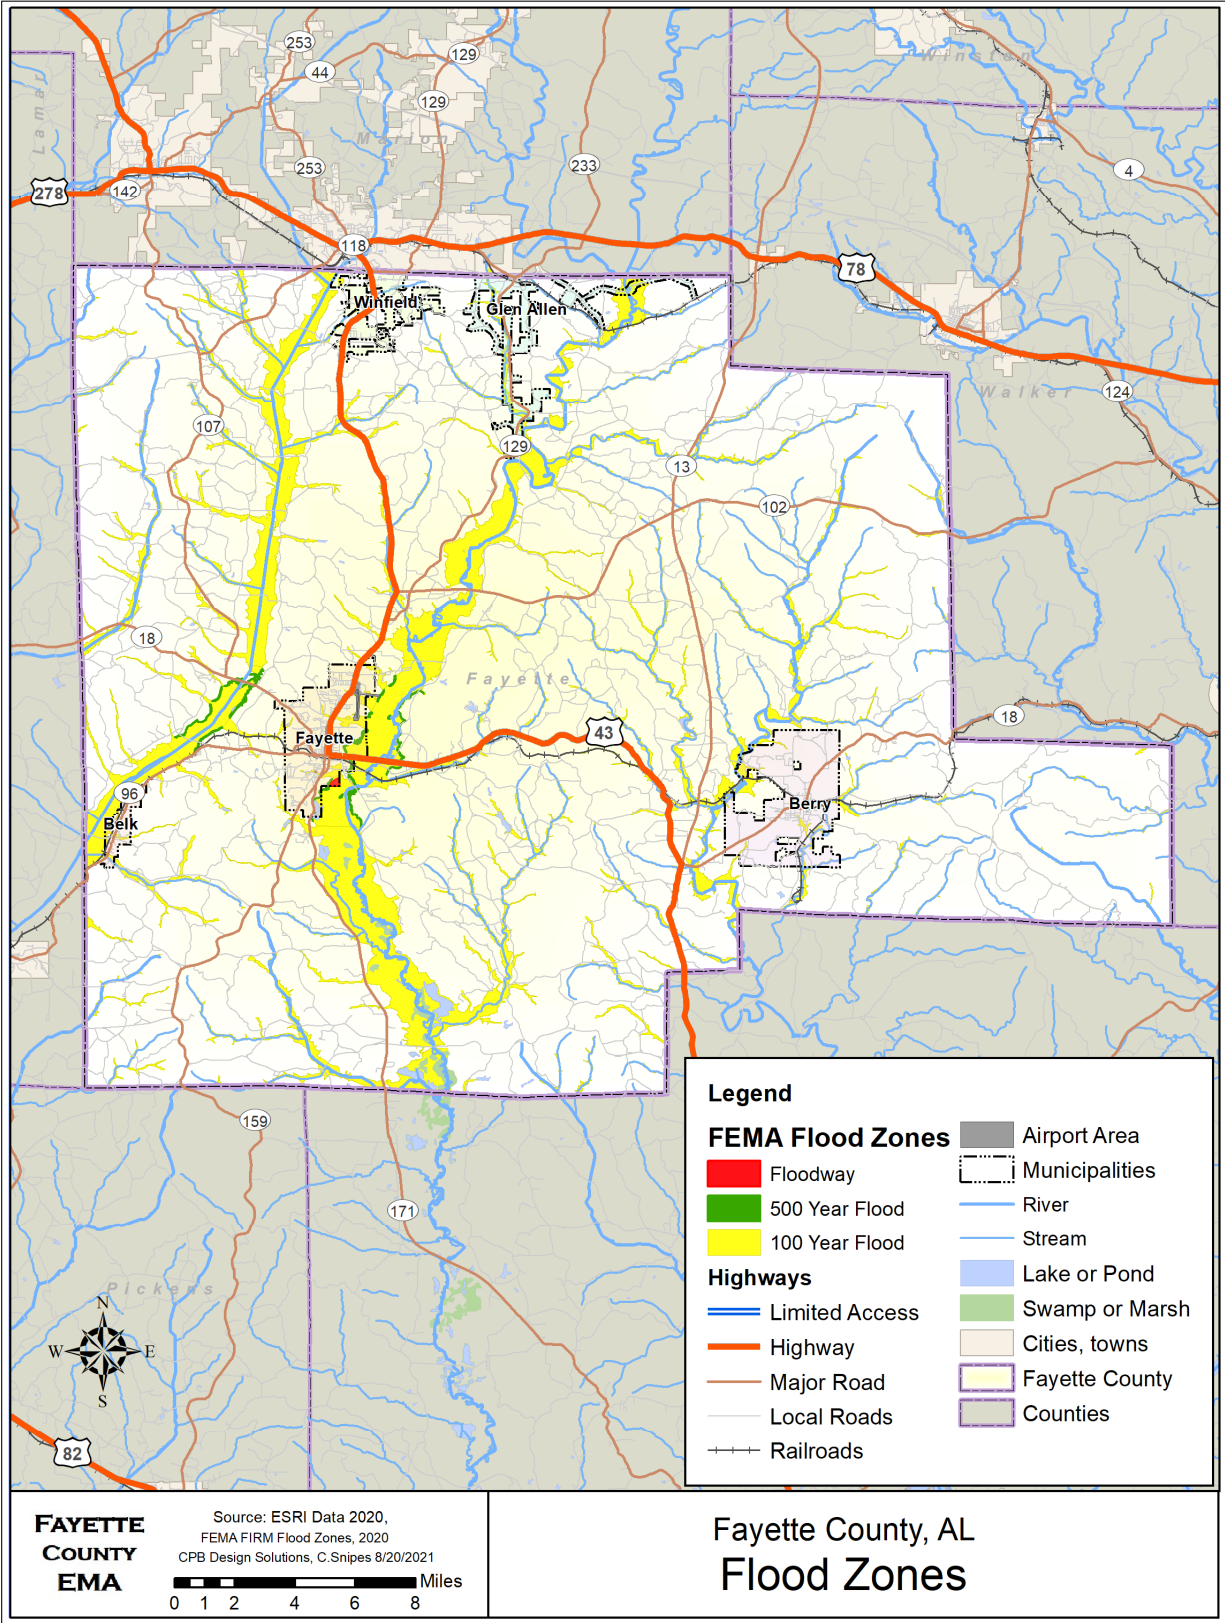 253
129
44
129
Winston
Lamar
Marion
253
233
4
278
142
118
78
Winfield
Glen Allen
Walker
124
107
129
13
102
18
Fayette
18
Fayette
43
96
Belk
Berry
159
171
Pickens
N
W E
S
82
Legend
FEMA Flood Zones
Floodway
500 Year Flood
100 Year Flood
Highways
Limited Access
Highway
Major Road
Local Roads
Railroads
Airport Area
Municipalities
River
Stream
Lake or Pond
Swamp or Marsh
Cities, towns
Fayette County
Counties
FAYETTE
COUNTY
EMA
Source: ESRI Data 2020,
FEMA FIRM Flood Zones, 2020
CPB Design Solutions, C.Snipes 8/20/2021
Miles
0 1 2 4 6 8
Fayette County, AL
Flood Zones